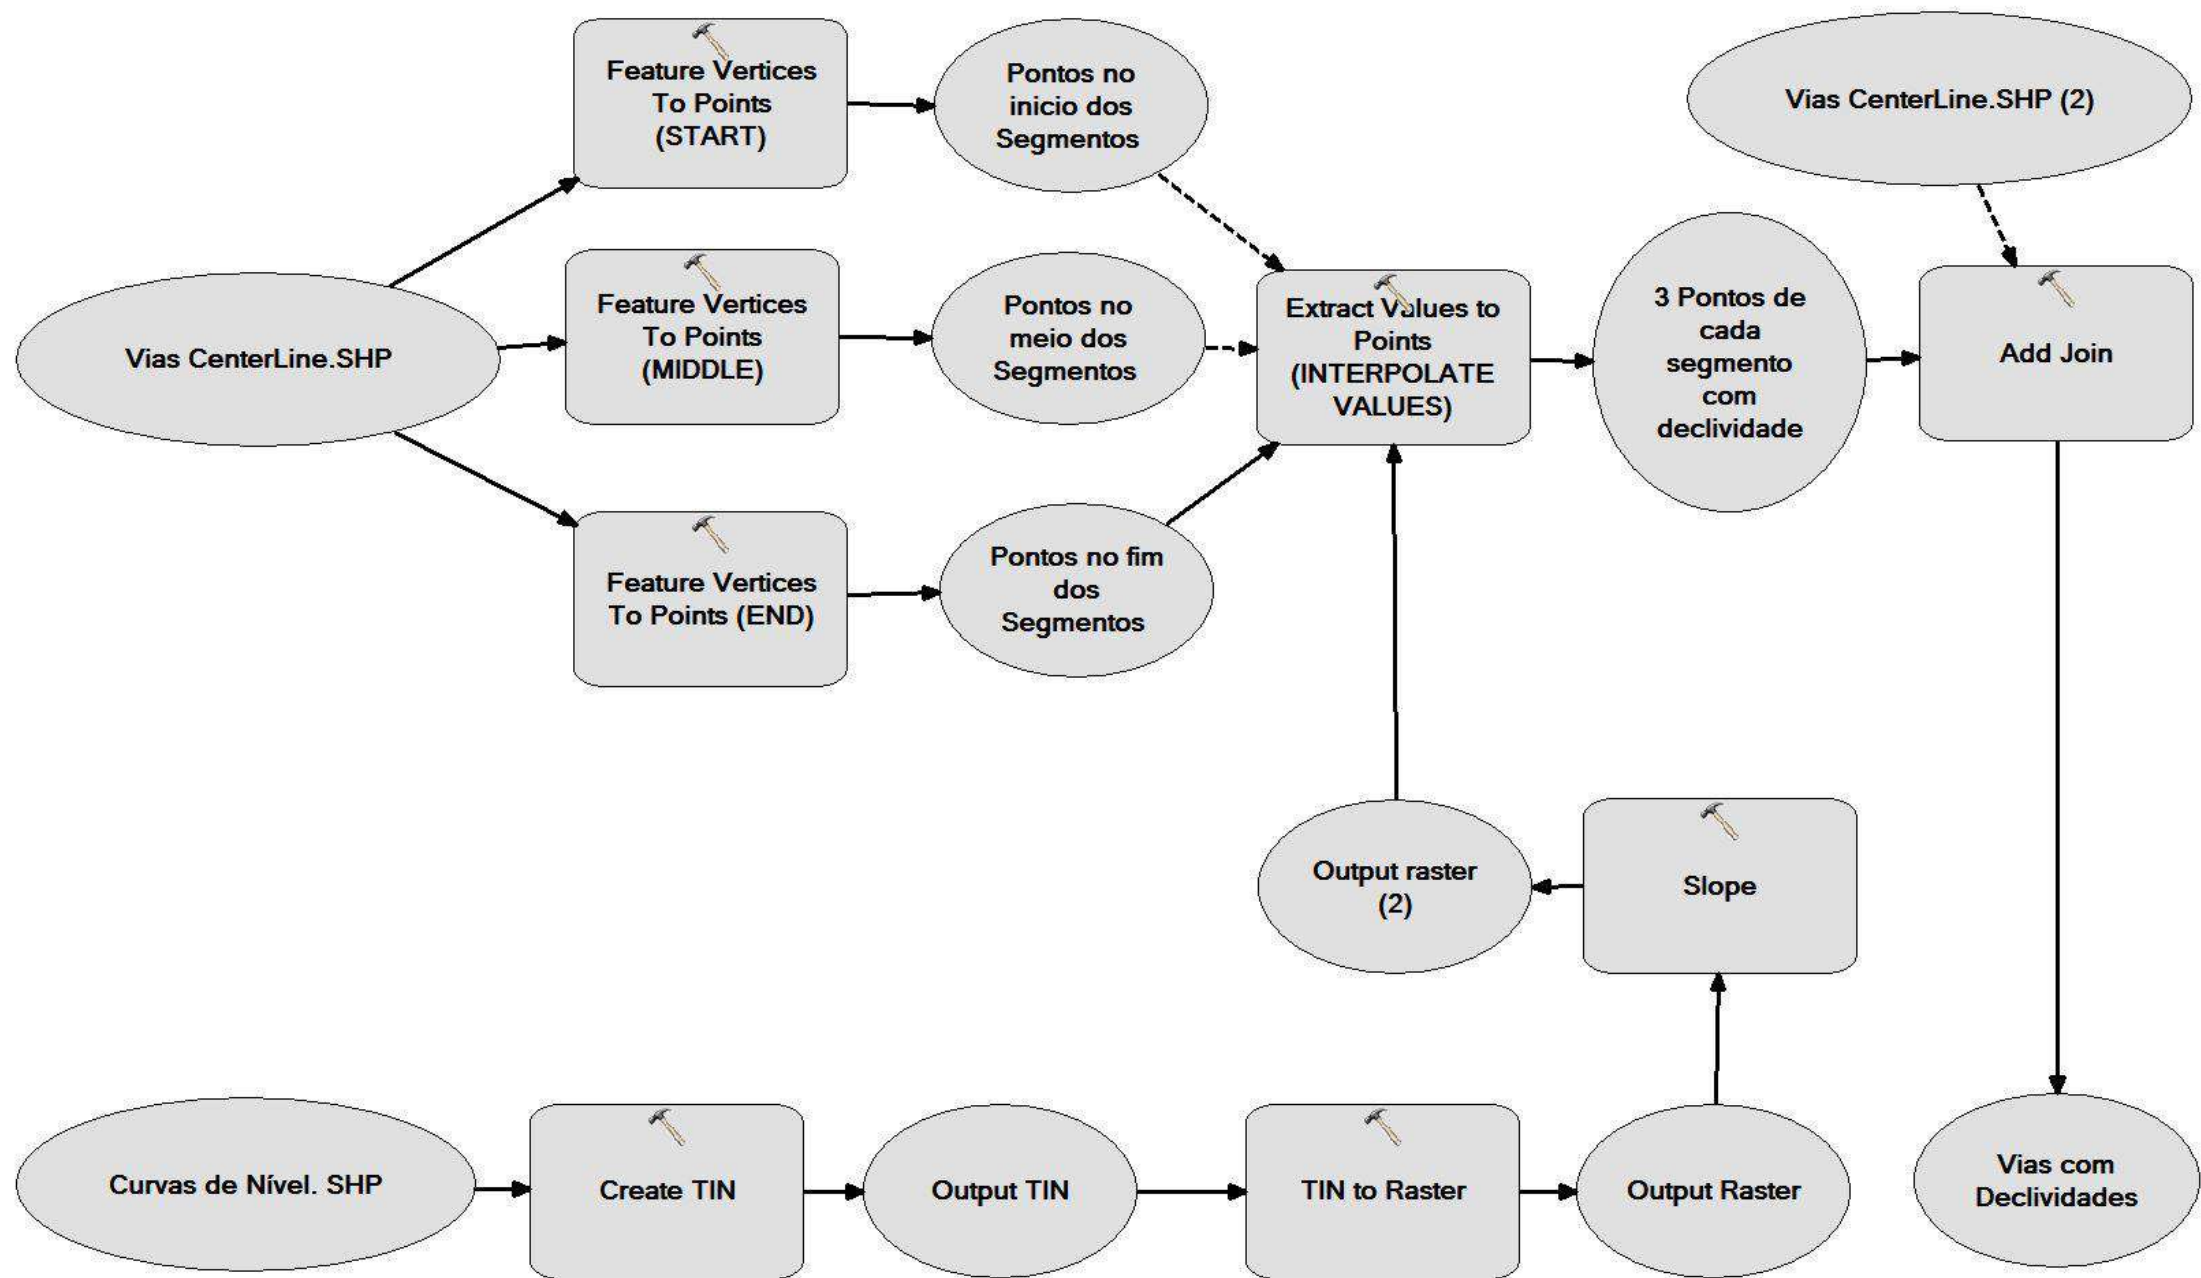 Feature Vertices
To Points
(START)
Pontos no
inicio dos
Segmentos
Vias CenterLine.SHP (2)
Vias CenterLine.SHP
Feature Vertices
To Points
(MIDDLE)
Pontos no
meio dos
Segmentos
Extract Values to
Points
(INTERPOLATE
VALUES)
3 Pontos de
cada
segmento
com
declividade
Add Join
Feature Vertices
To Points (END)
Pontos no fim
dos
Segmentos
Output raster
(2)
Slope
Curvas de Nível. SHP
Create TIN
Output TIN
TIN to Raster
Output Raster
Vias com
Declividades